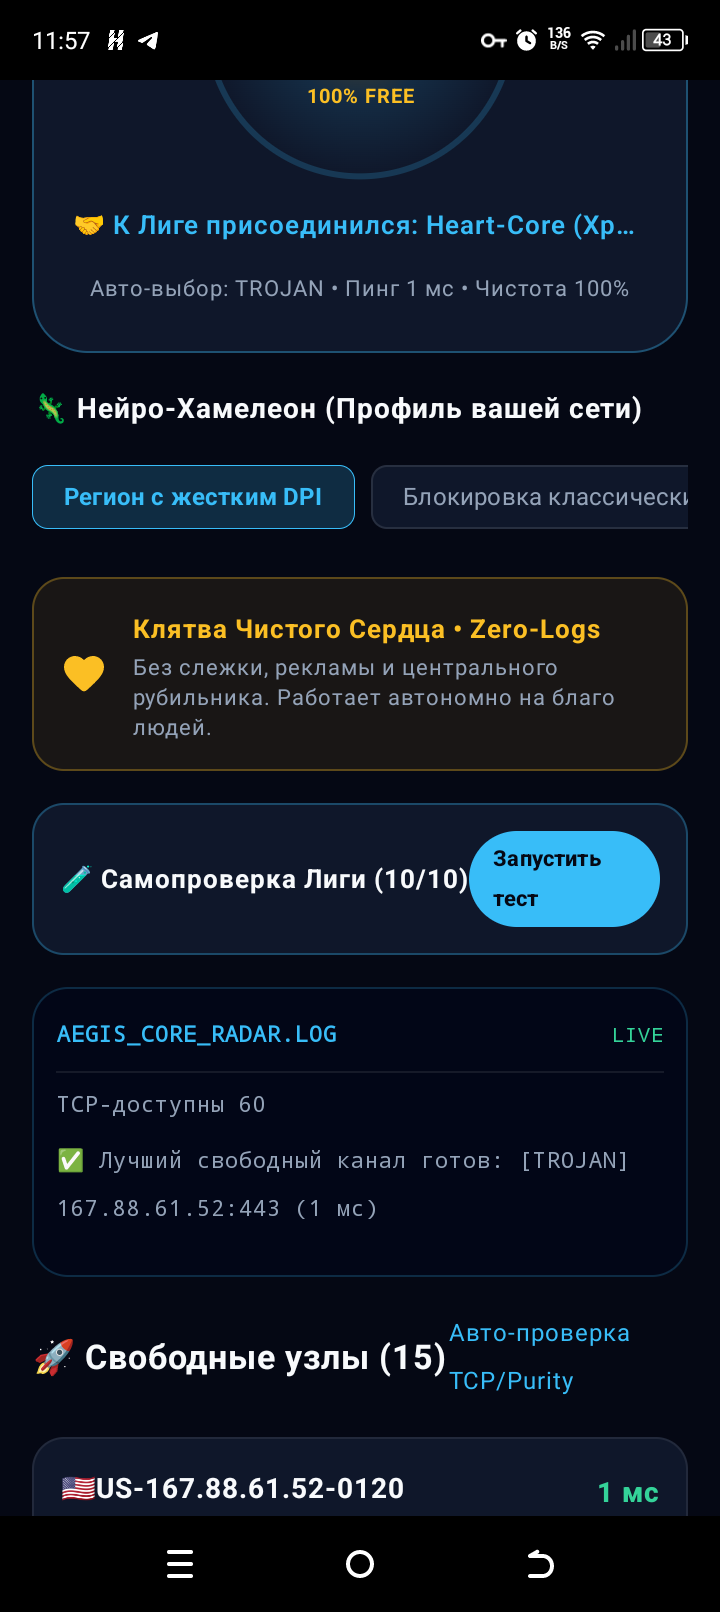 11:57
136
B/S
43
100% FREE
🤝 К Лиге присоединился: Heart-Core (Хр...
Авто-выбор: TROJAN • Пинг 1 мс • Чистота 100%
🦎 Нейро-Хамелеон (Профиль вашей сети)
Регион с жестким DPI
Блокировка классически
Клятва Чистого Сердца • Zero-Logs
Без слежки, рекламы и центрального
рубильника. Работает автономно на благо
людей.
🧪 Самопроверка Лиги (10/10)
Запустить
тест
AEGIS_CORE_RADAR.LOG
LIVE
TCP-доступны 60
✅ Лучший свободный канал готов: [TROJAN]
167.88.61.52:443 (1 мс)
🚀 Свободные узлы (15)
Авто-проверка
TCP/Purity
🇺🇸US-167.88.61.52-0120
1 мс